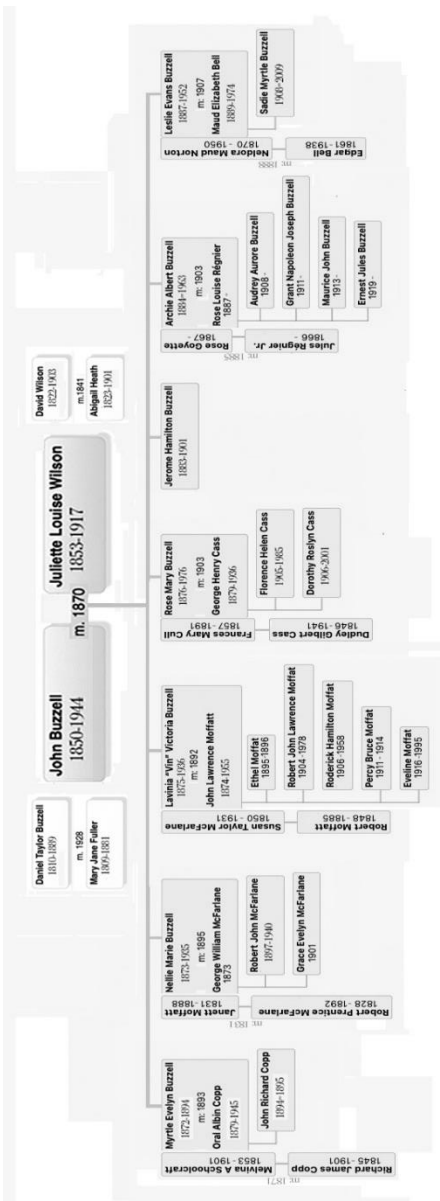 Daniel Taylor Buzzell
1810-1889
m. 1928
Mary Jane Fuller
1809-1881
John Buzzell
1850-1944
m. 1870
Juliette Louise Wilson
1853-1917
David Wilson
1822-1903
m.1841
Abigail Heath
1823-1901
Myrtle Evelyn Buzzell
1872-1894
m: 1893
Oral Albin Copp
1879-1945
Melvina A Schoolcraft
1853 - 1901
m: 1871
Richard James Copp
1845 - 1901
John Richard Copp
1894-1895
Nellie Marie Buzzell
1873-1935
m: 1895
George William McFarlane
1873
Janett Moffatt
1831 - 1888
m: 1851
Robert Prentice McFarlane
1828 - 1892
Robert John McFarlane
1897-1940
Grace Evelyn McFarlane
1901
Lavinia "Vin" Victoria Buzzell
1875-1936
m: 1892
John Lawrence Moffatt
1874-1955
Susan Taylor McFarlane
1850 - 1931
Robert Moffatt
1848 - 1885
Ethel Moffat
1895-1896
Robert John Lawrence Moffat
1904-1978
Roderick Hamilton Moffat
1906-1958
Percy Bruce Moffat
1911 - 1914
Eveline Moffat
1916 -1995
Rose Mary Buzzell
1876-1976
m: 1903
George Henry Cass
1879-1936
Frances Mary Cull
1857 - 1891
Dudley Gilbert Cass
1846 - 1941
Florence Helen Cass
1905-1985
Dorothy Roslyn Cass
1906-2001
Jerome Hamilton Buzzell
1883-1901
Archie Albert Buzzell
1884-1963
m: 1903
Rose Louise Régnier
1887 -
Rose Goyette
1867 -
m: 1885
Jules Régnier Jr.
1866 -
Audrey Aurore Buzzell
1908 -
Grant Napoleon Joseph Buzzell
1911 -
Maurice John Buzzell
1913 -
Ernest Jules Buzzell
1919 -
Leslie Evans Buzzell
1887-1952
m: 1907
Maud Elizabeth Bell
1889-1974
Neldora Maud Norton
1870 - 1950
m: 1888
Edgar Bell
1861 - 1938
Sadie Myrtle Buzzell
1908-2009